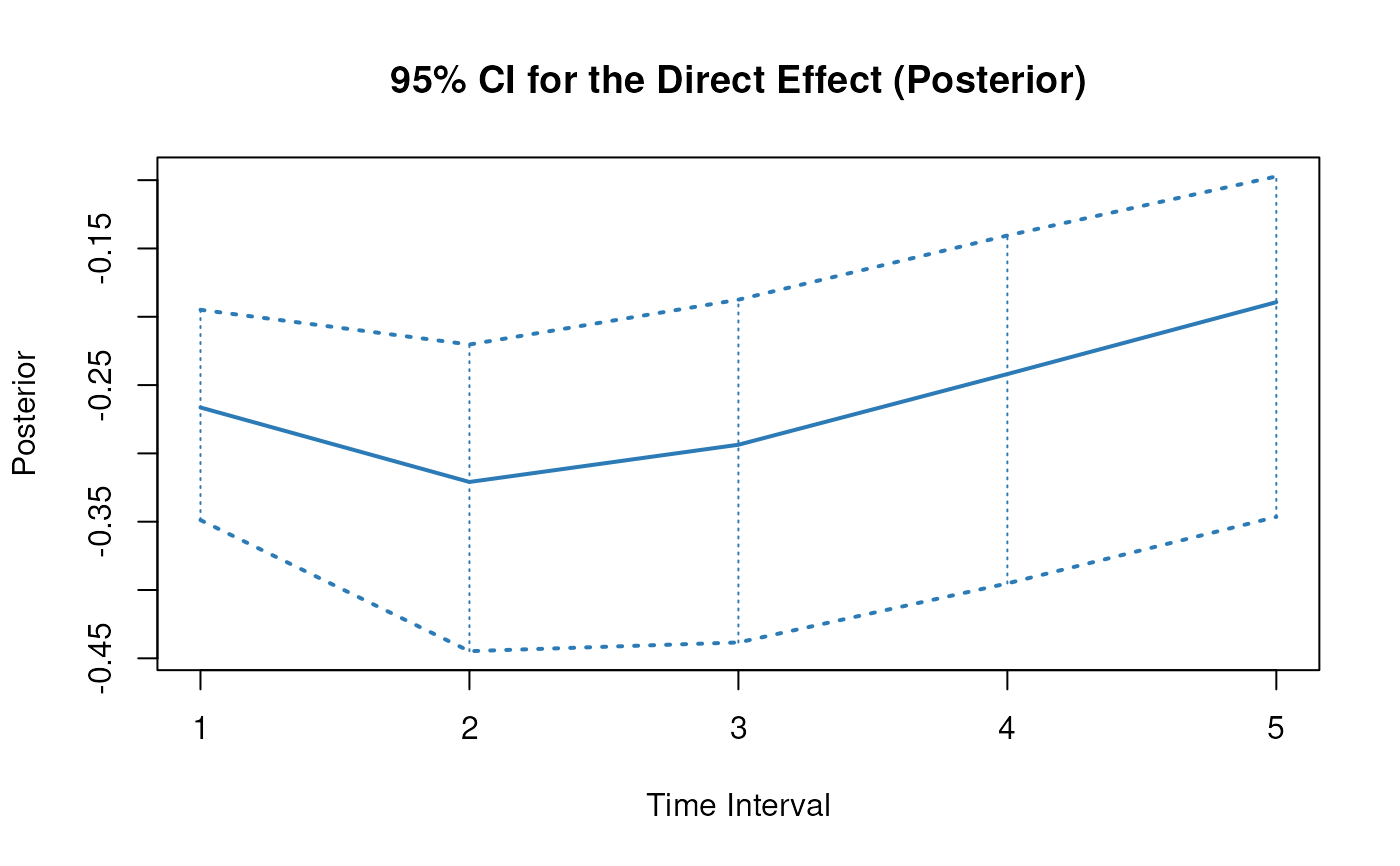 95% CI for the Direct Effect (Posterior)
Posterior
-0.15
-0.25
-0.35
-0.45
1 2 3 4 5
Time Interval